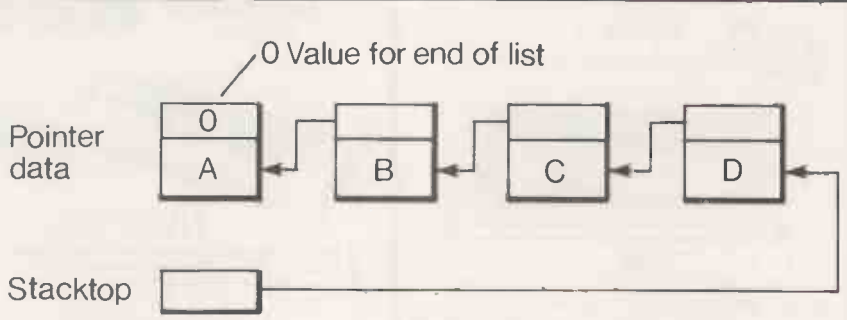 0 Value for end of list
Pointer
data
0
A
B
C
D
Stacktop